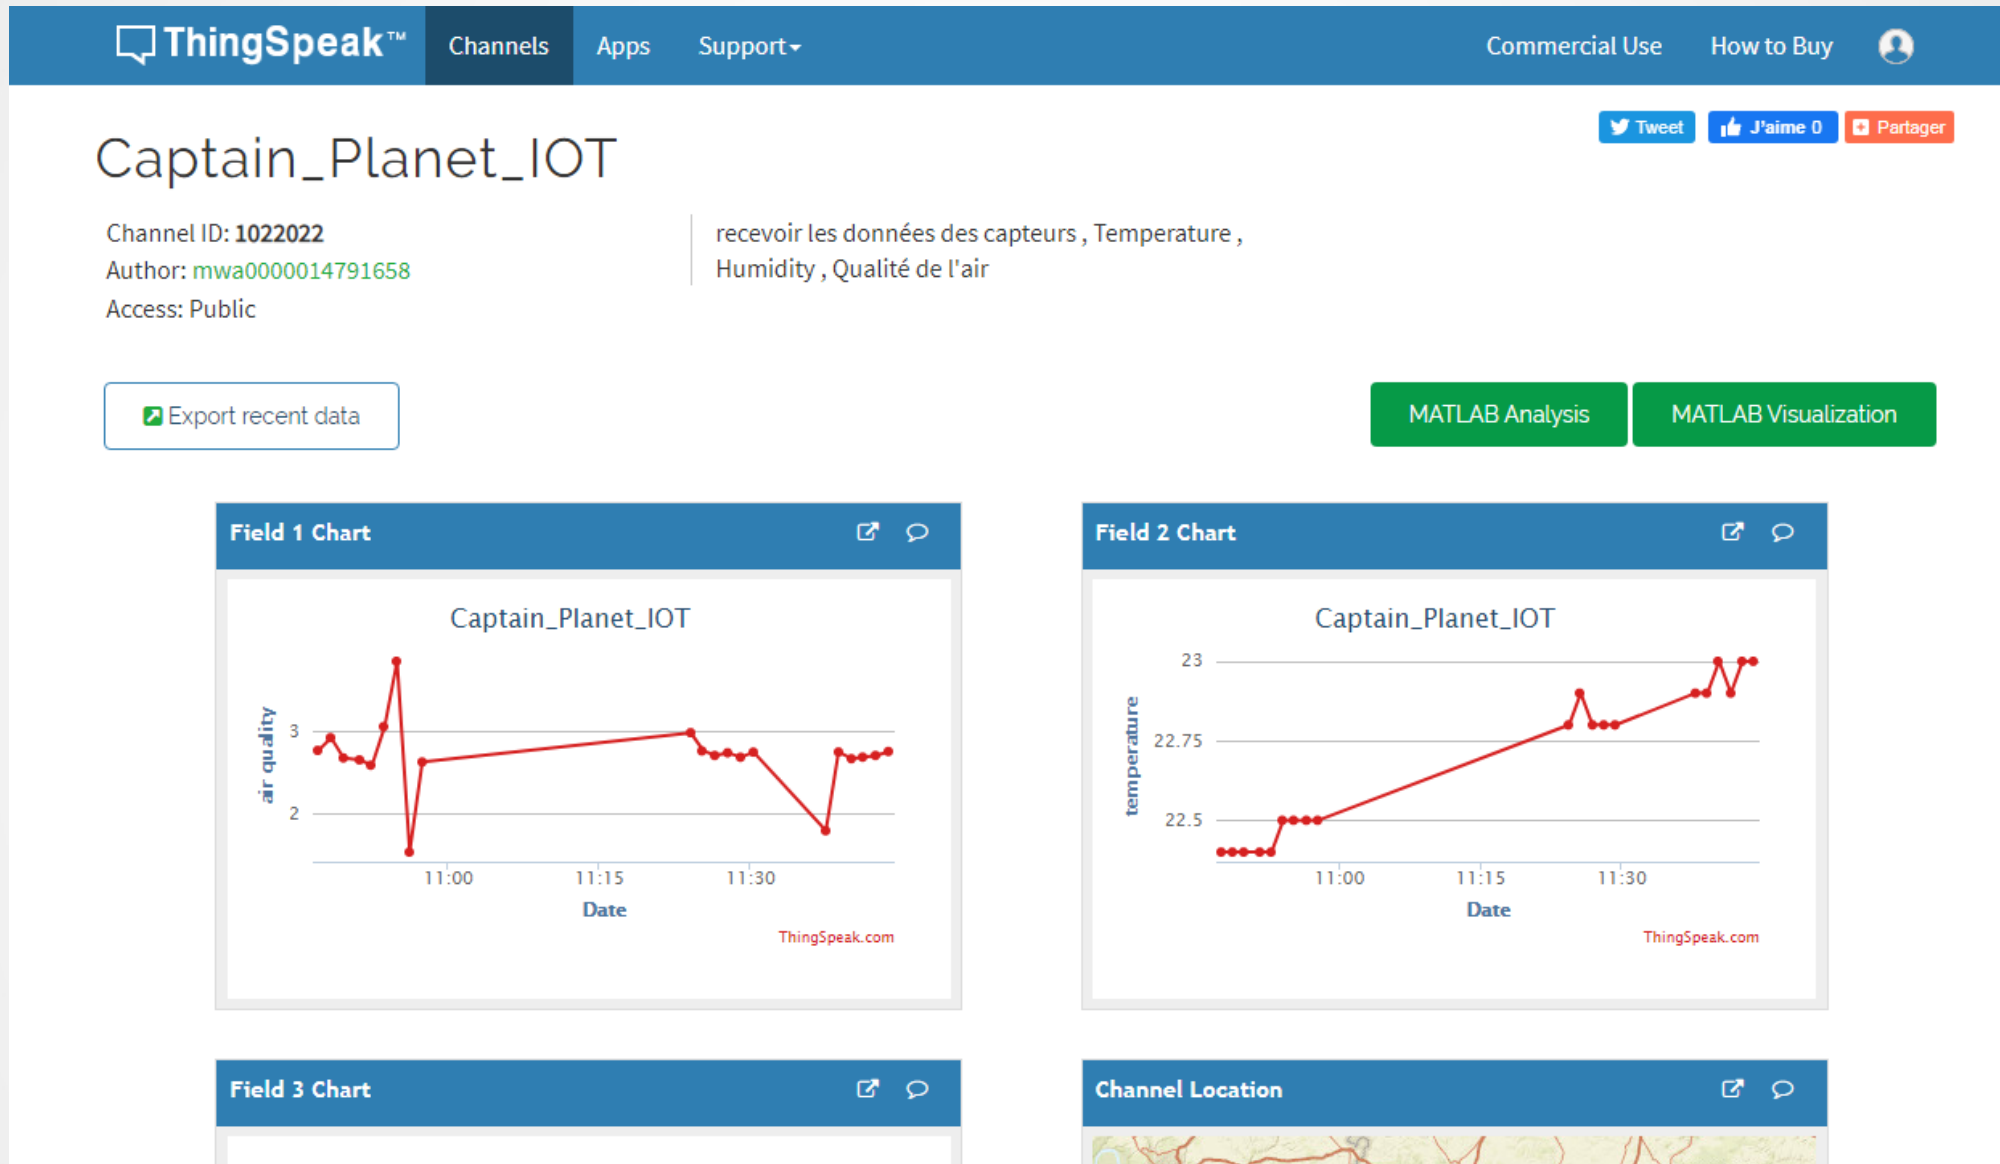 ThingSpeak™ Channels Apps Support Commercial Use How to Buy
Tweet J'aime 0 Partager
Captain_Planet_IOT
Channel ID: 1022022
Author: mwa0000014791658
Access: Public
recevoir les données des capteurs , Temperature ,
Humidity , Qualité de l'air
Export recent data
MATLAB Analysis MATLAB Visualization
Field 1 Chart
Captain_Planet_IOT
air quality
3
2
11:00 11:15 11:30
Date
ThingSpeak.com
Field 2 Chart
Captain_Planet_IOT
temperature
23
22.75
22.5
11:00 11:15 11:30
Date
ThingSpeak.com
Field 3 Chart
Channel Location